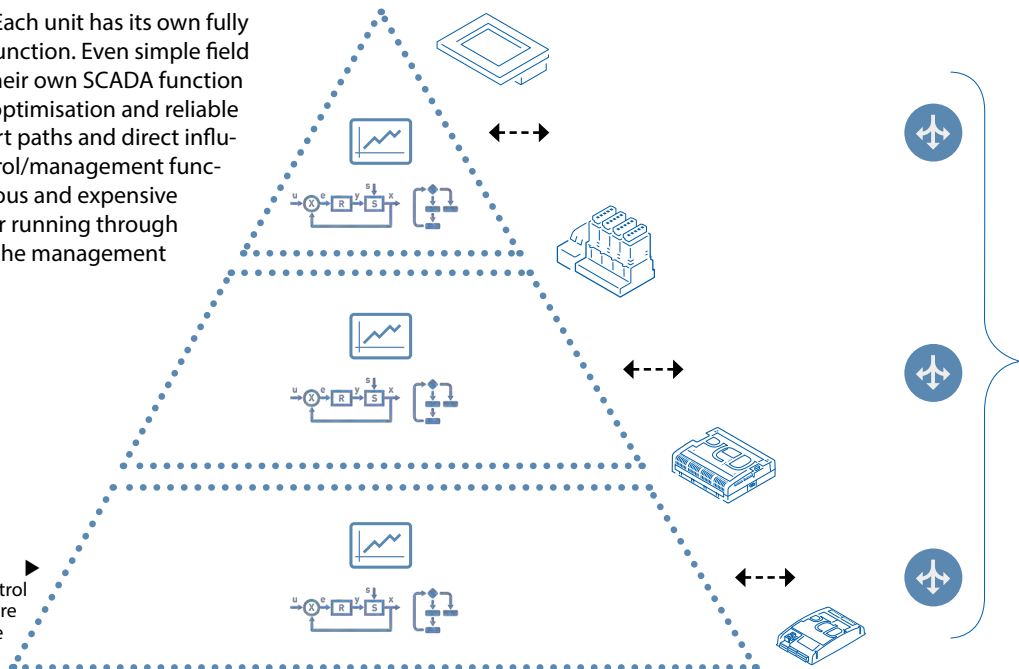 Each unit has its own fully
unction. Even simple field
heir own SCADA function
optimisation and reliable
rt paths and direct influ-
rol/management func-
ous and expensive
r running through
he management
s
u e y x
X R S
s
u e y x
X R S
trol
re
e
s
u e y x
X R S